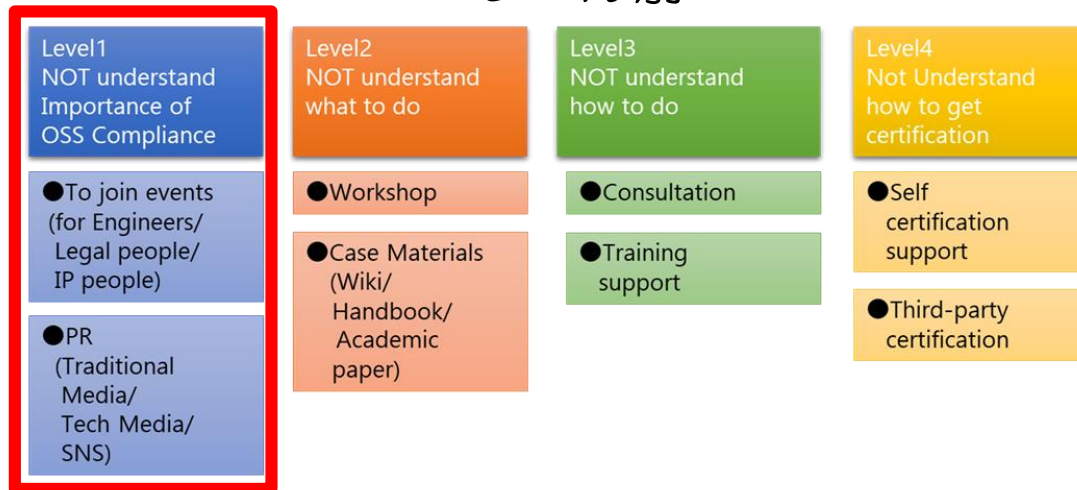 Level1
NOT understand
Importance of
OSS Compliance
●To join events
(for Engineers/
Legal people/
IP people)
●PR
(Traditional
Media/
Tech Media/
SNS)
Level2
NOT understand
what to do
●Workshop
●Case Materials
(Wiki/
Handbook/
Academic
paper)
Level3
NOT understand
how to do
●Consultation
●Training
support
Level4
Not Understand
how to get
certification
●Self
certification
support
●Third-party
certification